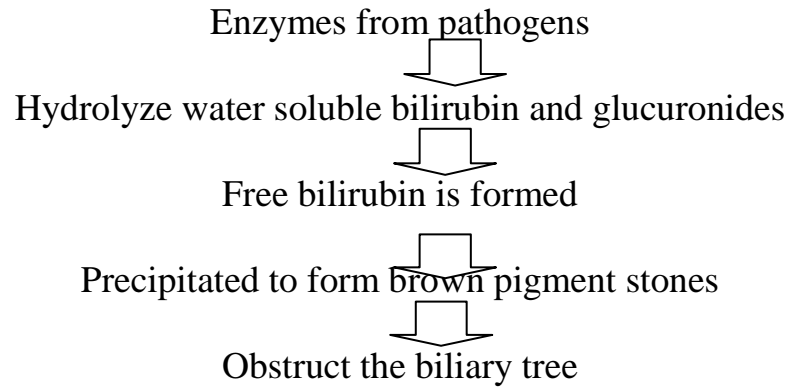 Enzymes from pathogens
Hydrolyze water soluble bilirubin and glucuronides
Free bilirubin is formed
Precipitated to form brown pigment stones
Obstruct the biliary tree